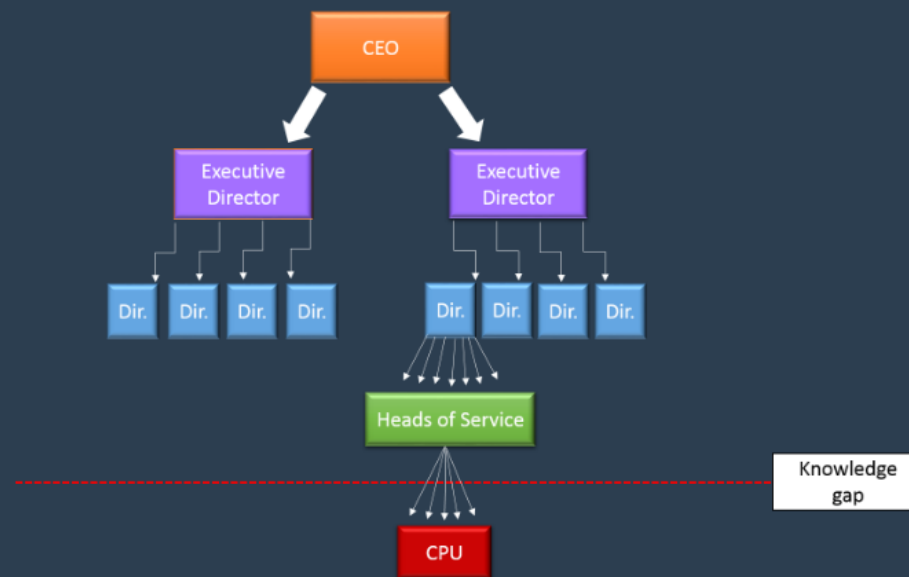 CEO
Executive
Director
Executive
Director
Dir.
Dir.
Dir.
Dir.
Dir.
Dir.
Dir.
Dir.
Heads of Service
Knowledge
gap
CPU